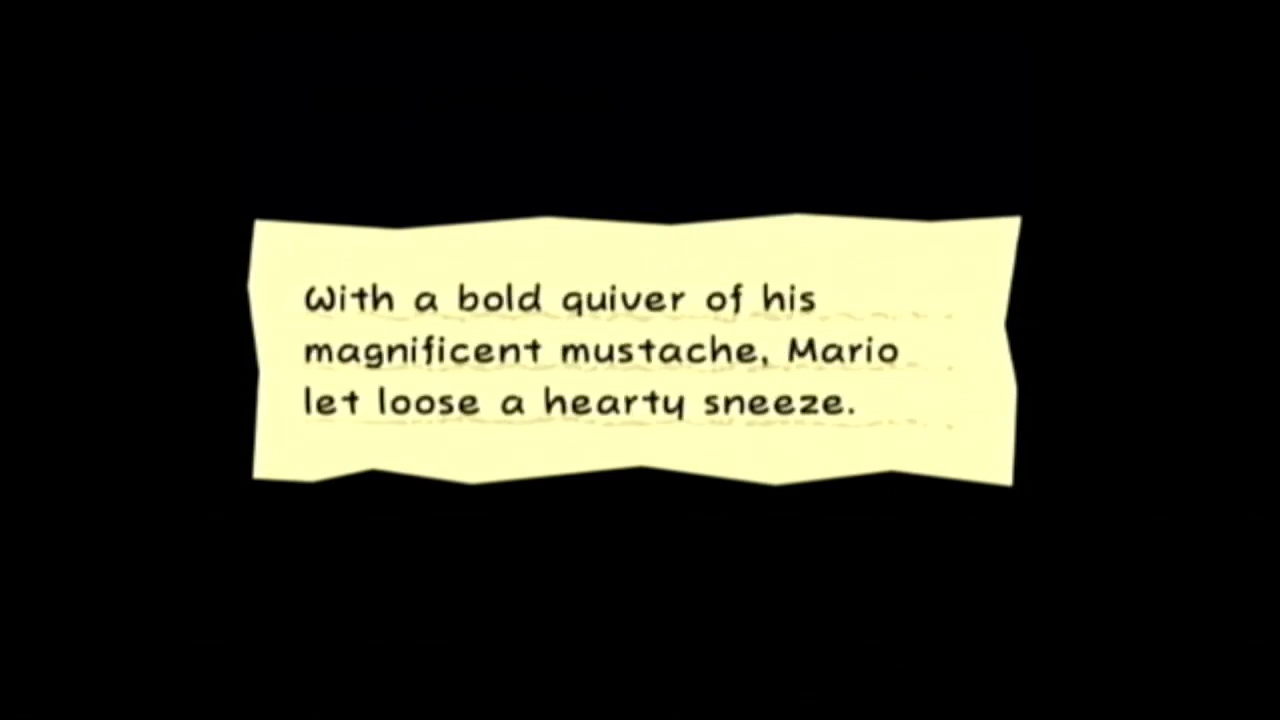 With a bold quiver of his
magnificent mustache, Mario
let loose a hearty sneeze.